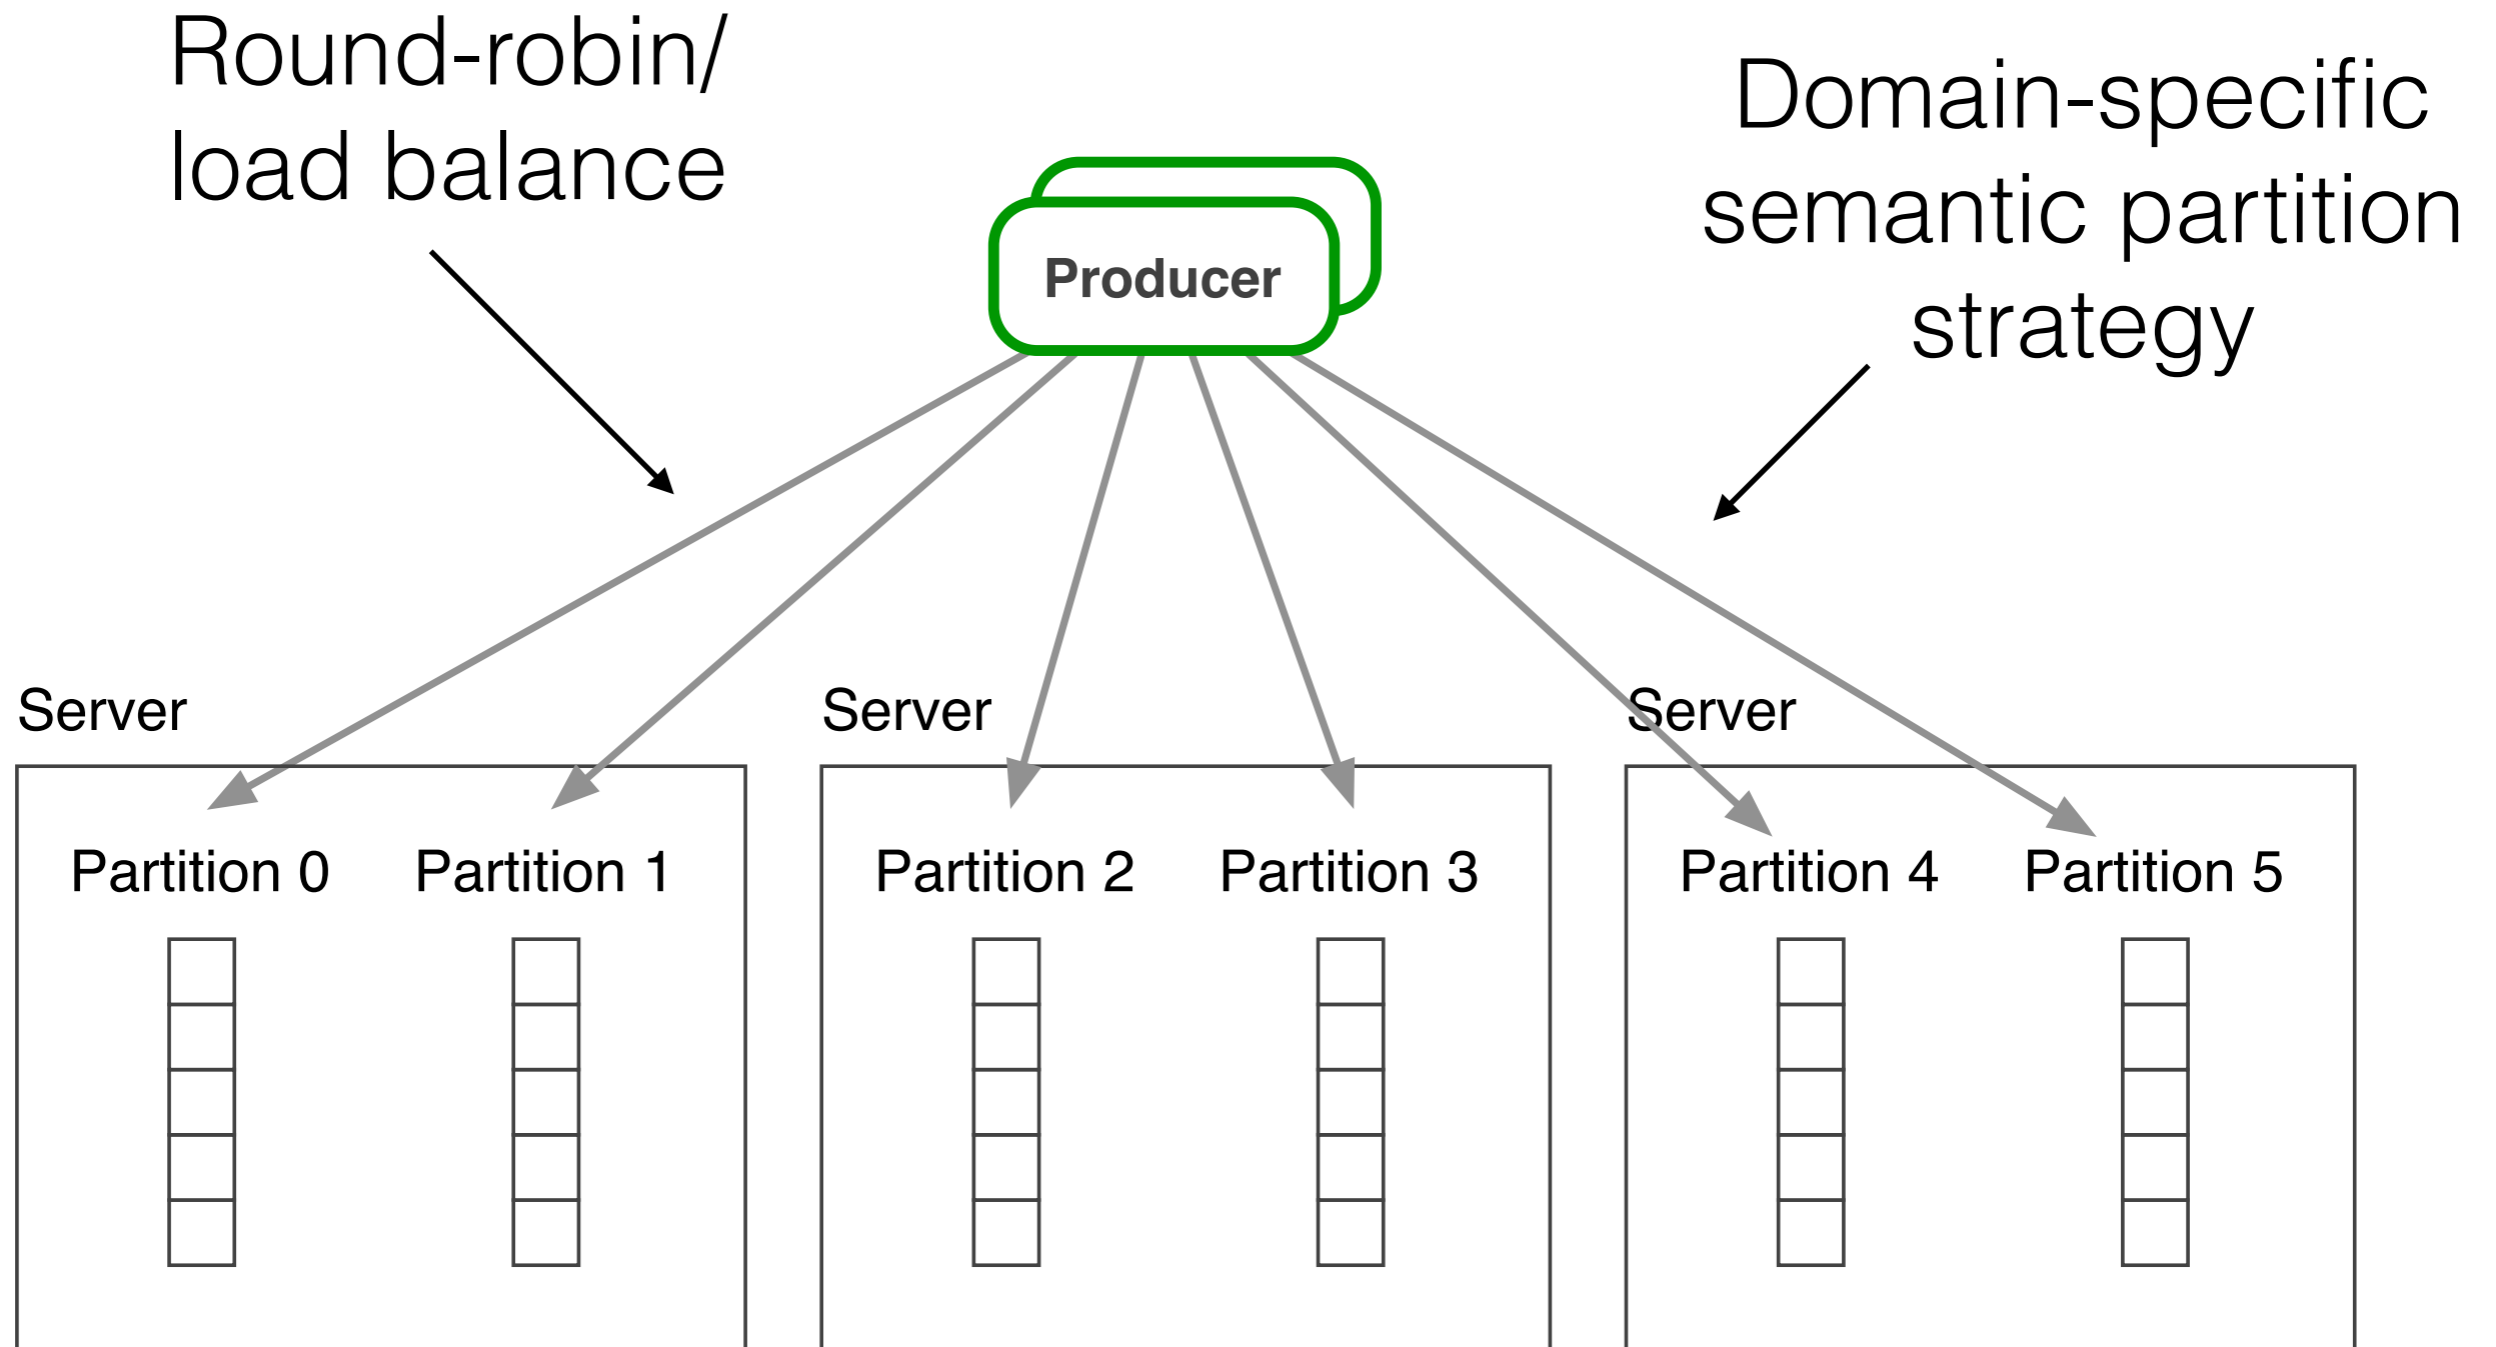 Round-robin/
load balance
Domain-specific
semantic partition
strategy
Producer
Server
Server
Server
Partition 0
Partition 1
Partition 2
Partition 3
Partition 4
Partition 5